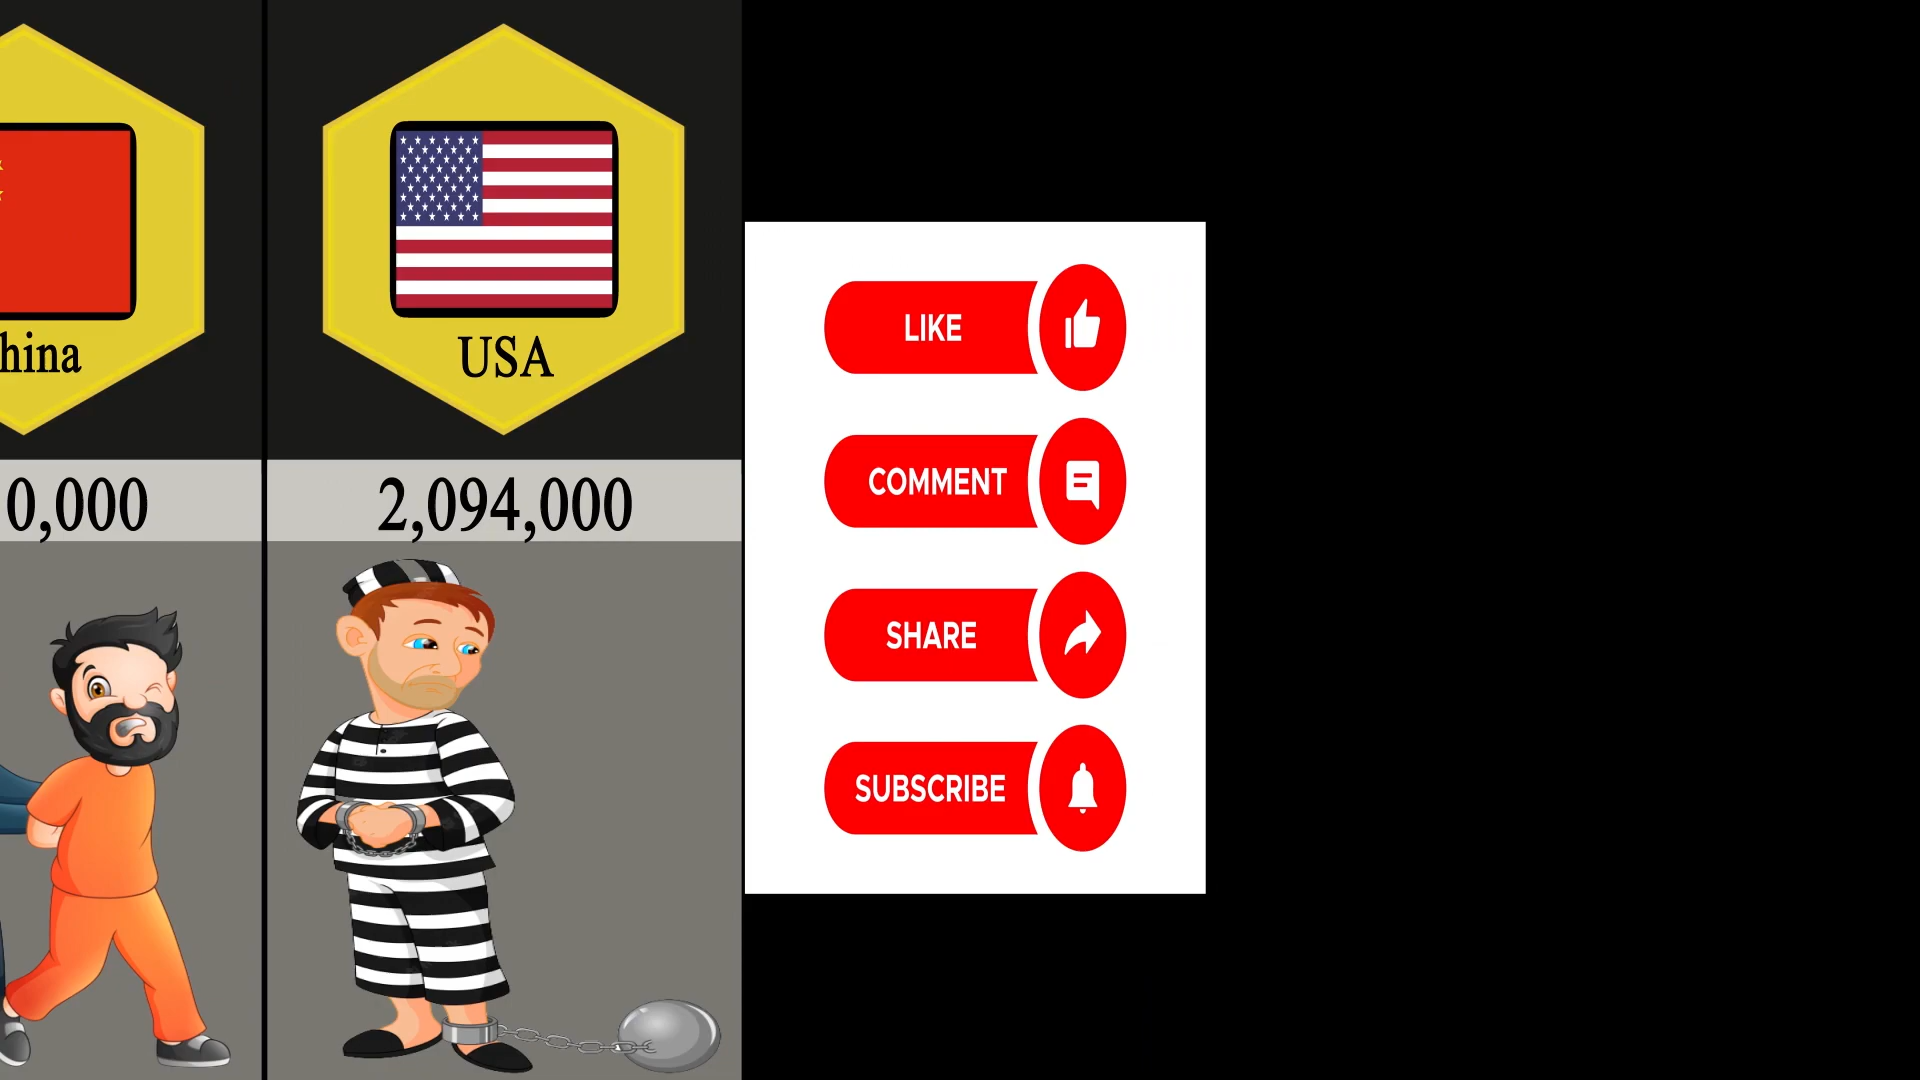 hina
USA
0,000
2,094,000
LIKE
COMMENT
SHARE
SUBSCRIBE